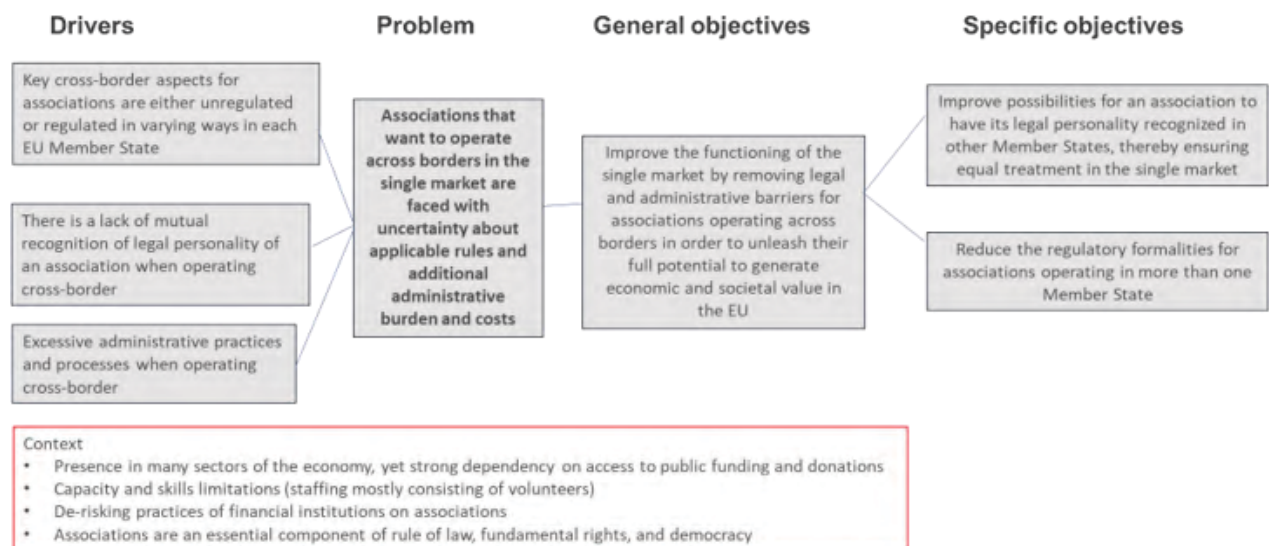 Drivers
Problem
General objectives
Specific objectives
Key cross-border aspects for
associations are either unregulated
or regulated in varying ways in each
EU Member State
There is a lack of mutual
recognition of legal personality of
an association when operating
cross-border
Excessive administrative practices
and processes when operating
cross-border
Associations that
want to operate
across borders in the
single market are
faced with
uncertainty about
applicable rules and
additional
administrative
burden and costs
Improve the functioning of the
single market by removing legal
and administrative barriers for
associations operating across
borders in order to unleash their
full potential to generate
economic and societal value in
the EU
Improve possibilities for an association to
have its legal personality recognized in
other Member States, thereby ensuring
equal treatment in the single market
Reduce the regulatory formalities for
associations operating in more than one
Member State
Context
• Presence in many sectors of the economy, yet strong dependency on access to public funding and donations
• Capacity and skills limitations (staffing mostly consisting of volunteers)
• De-risking practices of financial institutions on associations
• Associations are an essential component of rule of law, fundamental rights, and democracy